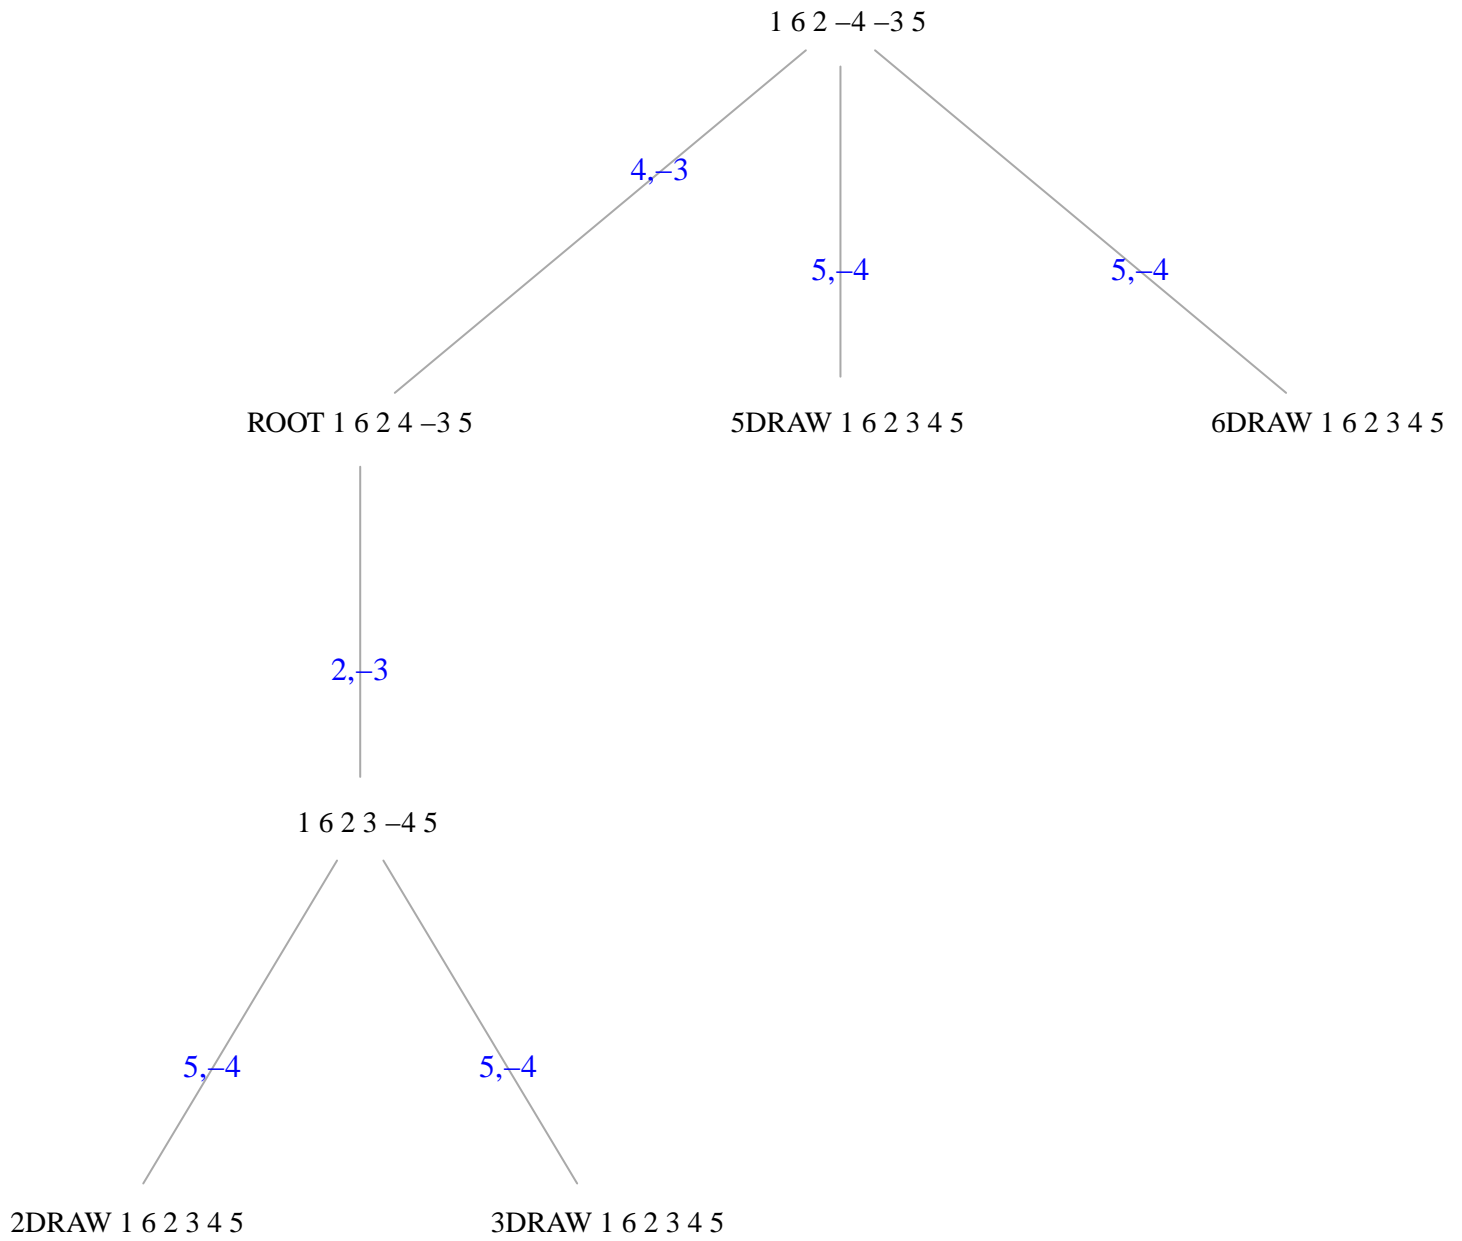 1 6 2 –4 –3 5
4,–3
5,–4
5,–4
ROOT 1 6 2 4 –3 5
5DRAW 1 6 2 3 4 5
6DRAW 1 6 2 3 4 5
2,–3
1 6 2 3 –4 5
5,–4
5,–4
2DRAW 1 6 2 3 4 5
3DRAW 1 6 2 3 4 5